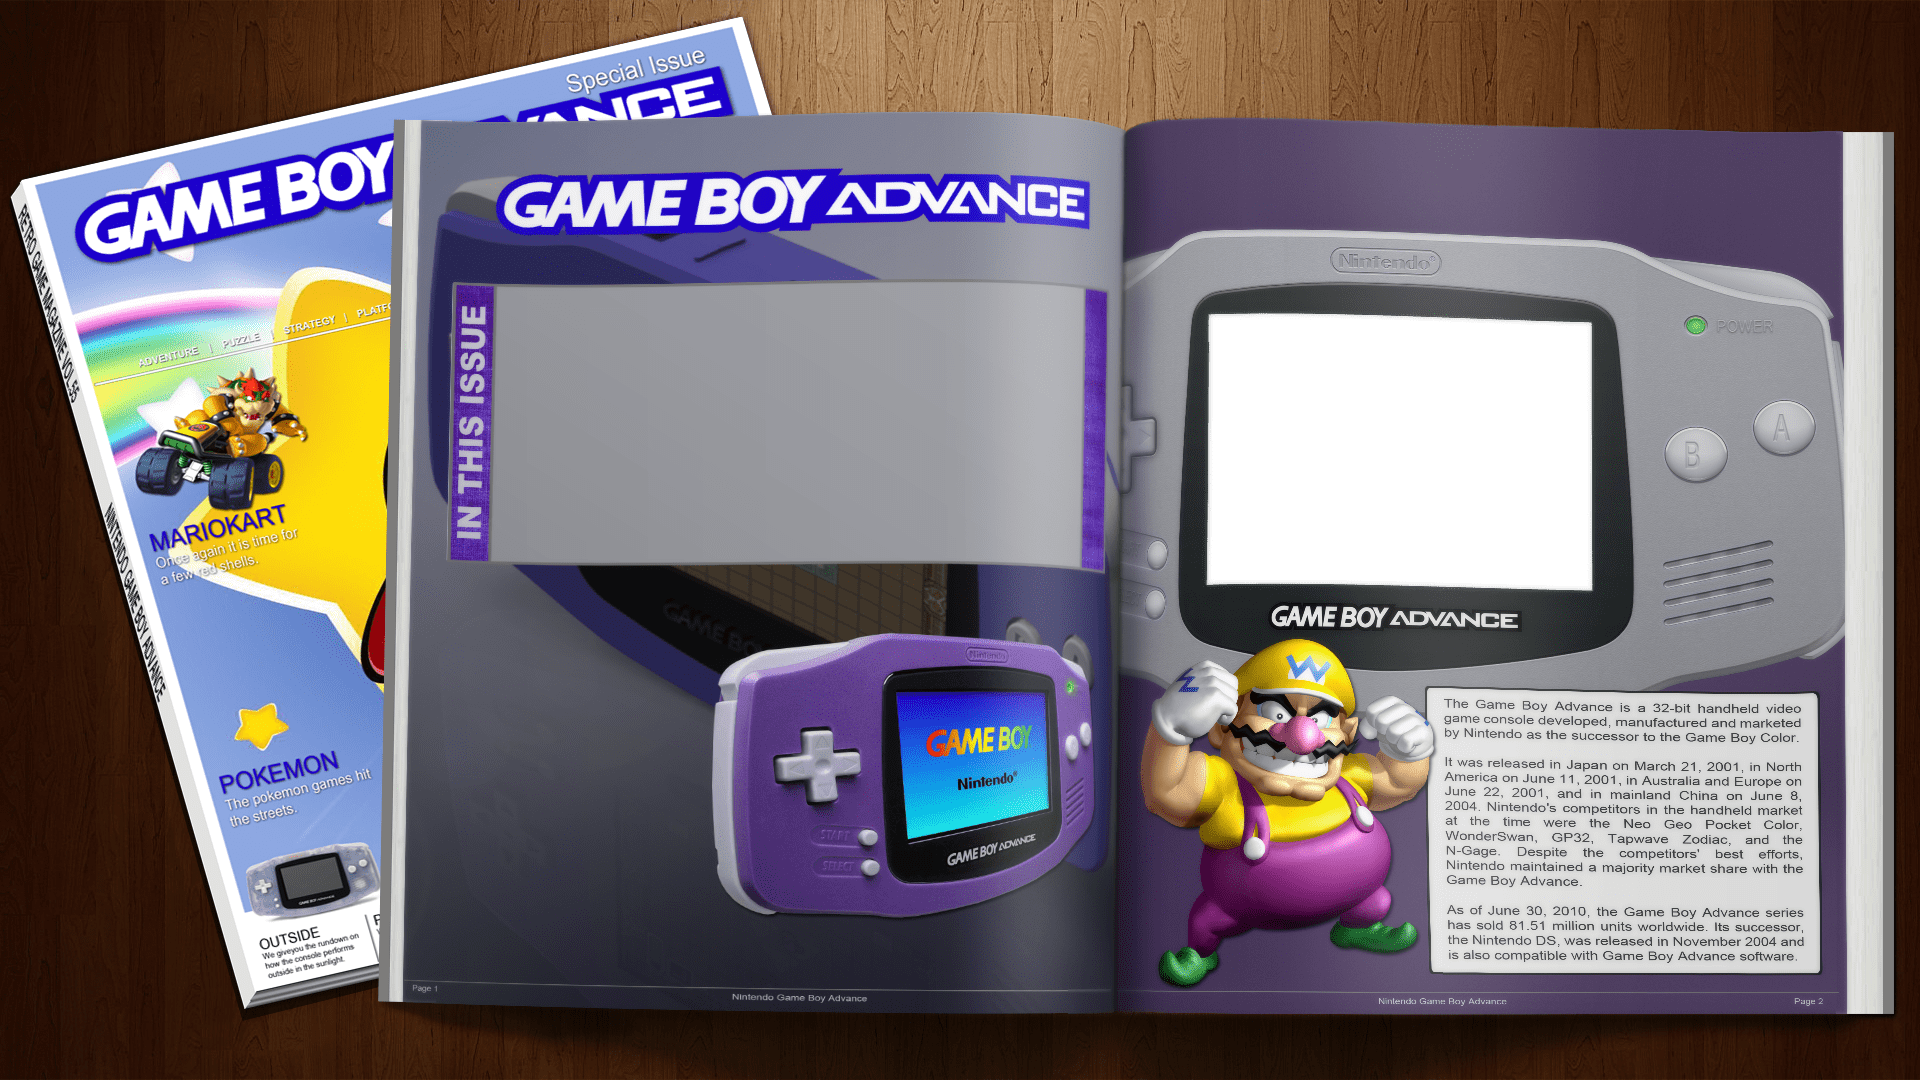 Special Issue
GAME BOY ADVANCE
RETRO GAME MAGAZINE VOL.55
NINTENDO GAME BOY ADVANCE
ADVENTURE | PUZZLE | STRATEGY |
MARIOKART
Once again it is time for
a few red shells.
POKEMON
The pokemon games hit
the streets.
OUTSIDE
We giveyou the rundown on
how the console performs
outside in the sunlight.
GAME BOY ADVANCE
IN THIS ISSUE
GAME BOY
Nintendo
GAME BOY
Nintendo®
START
SELECT
GAME BOY ADVANCE
Page 1
Nintendo Game Boy Advance
Nintendo®
POWER
A
B
GAME BOY ADVANCE
W
The Game Boy Advance is a 32-bit handheld video
game console developed, manufactured and marketed
by Nintendo as the successor to the Game Boy Color.
It was released in Japan on March 21, 2001, in North
America on June 11, 2001, in Australia and Europe on
June 22, 2001, and in mainland China on June 8,
2004. Nintendo's competitors in the handheld market
at the time were the Neo Geo Pocket Color,
WonderSwan, GP32, Tapwave Zodiac, and the
N-Gage. Despite the competitors' best efforts,
Nintendo maintained a majority market share with the
Game Boy Advance.
As of June 30, 2010, the Game Boy Advance series
has sold 81.51 million units worldwide. Its successor,
the Nintendo DS, was released in November 2004 and
is also compatible with Game Boy Advance software.
Nintendo Game Boy Advance
Page 2